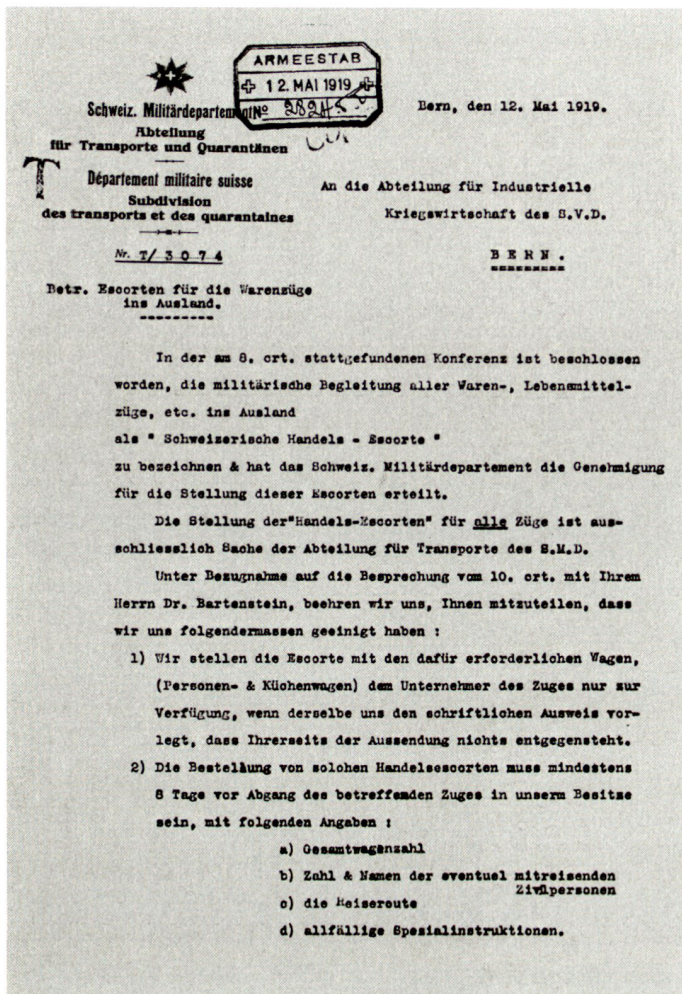 ARMEESTAB
12. MAI 1919
Nº
Schweiz. Militärdepartement
Abteilung
für Transporte und Quarantänen
Département militaire suisse
Subdivision
des transports et des quarantaines
Nr. T/3074
Bern, den 12. Mai 1919.
An die Abteilung für Industrielle
Kriegswirtschaft des S.V.D.
BERN.
Betr. Escorten für die Warenzüge
ins Ausland.
In der am 8. ort. stattgefundenen Konferenz ist beschlossen
worden, die militärische Begleitung aller Waren-, Lebensmittel-
züge, etc. ins Ausland
als " Schweizerische Handels - Escorte "
zu bezeichnen & hat das Schweiz. Militärdepartement die Genehmigung
für die Stellung dieser Escorten erteilt.
Die Stellung der"Handels-Escorten" für alle Züge ist aus-
schliesslich Sache der Abteilung für Transporte des S.M.D.
Unter Bezugnahme auf die Besprechung vom 10. ort. mit Ihrem
Herrn Dr. Bartenstein, beehren wir uns, Ihnen mitzuteilen, dass
wir uns folgendermassen geeinigt haben :
1) Wir stellen die Escorte mit den dafür erforderlichen Wagen,
(Personen- & Küchenwagen) dem Unternehmer des Zuges nur zur
Verfügung, wenn derselbe uns den schriftlichen Ausweis vor-
legt, dass Ihrerseits der Aussendung nichts entgegensteht.
2) Die Bestellung von solchen Handelsescorten muss mindestens
8 Tage vor Abgang des betreffenden Zuges in unserm Besitze
sein, mit folgenden Angaben :
a) Gesamtwagenzahl
b) Zahl & Namen der eventuel mitreisenden
Zivilpersonen
c) die Reiseroute
d) allfällige Spezialinstruktionen.